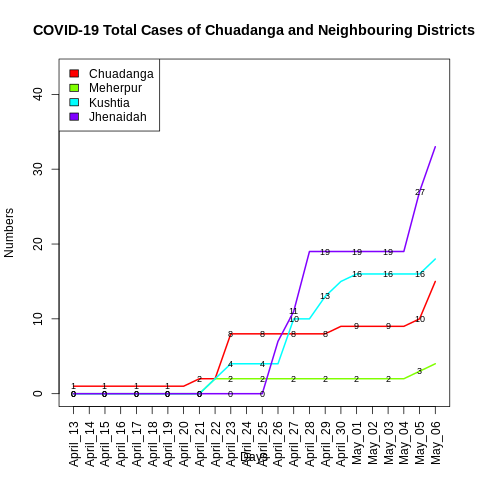 COVID-19 Total Cases of Chuadanga and Neighbouring Districts
Chuadanga
Meherpur
Kushtia
Jhenaidah
Numbers
40
30
20
10
0
27
19 19 19
16 16 16
13
11
10
10
9 9
8 8 8 8
4 4
3
2 2 2 2 2 2 2
1 1 1 1
0 0 0 0 0 0 0
April_13 April_14 April_15 April_16 April_17 April_18 April_19 April_20 April_21 April_22 April_23 April_24 April_25 April_26 April_27 April_28 April_29 April_30 May_01 May_02 May_03 May_04 May_05 May_06
Days